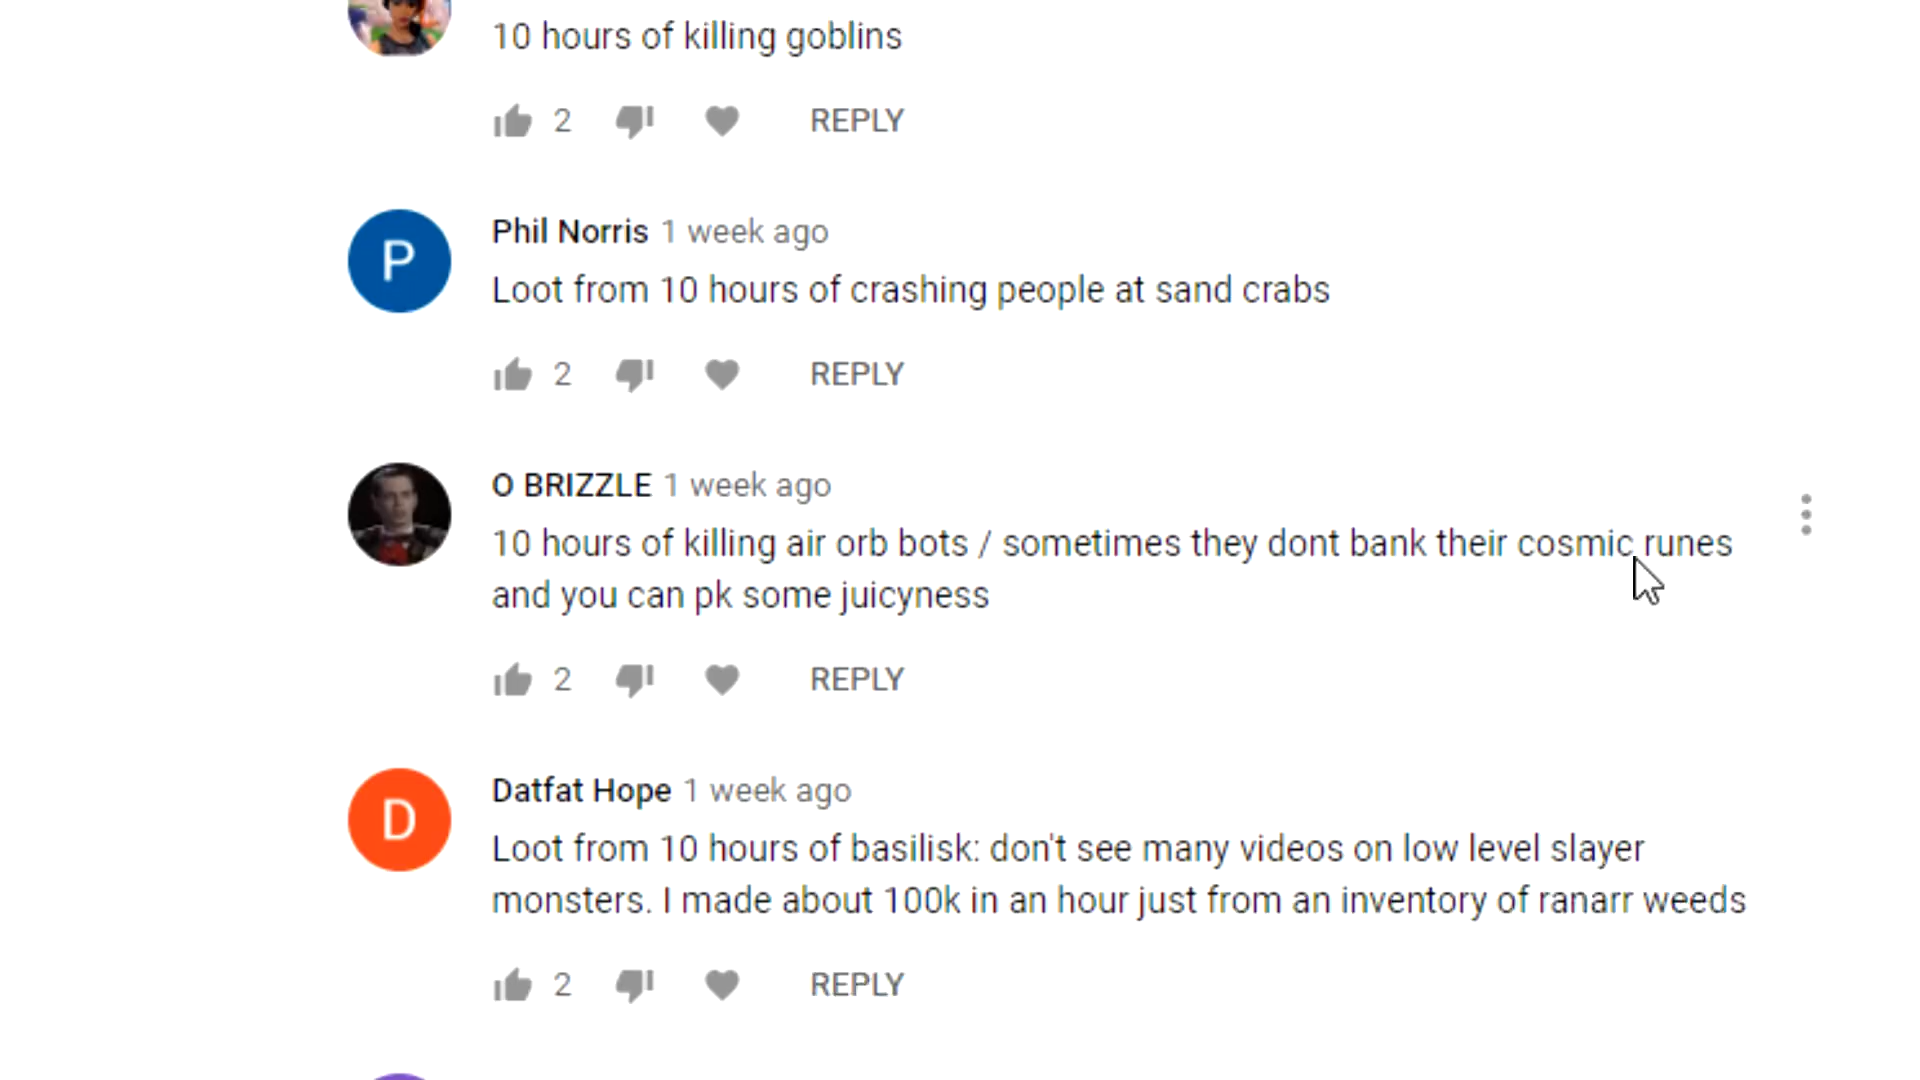 10 hours of killing goblins
2 REPLY
P
Phil Norris 1 week ago
Loot from 10 hours of crashing people at sand crabs
2 REPLY
O BRIZZLE 1 week ago
10 hours of killing air orb bots / sometimes they dont bank their cosmic runes
and you can pk some juicyness
2 REPLY
D
Datfat Hope 1 week ago
Loot from 10 hours of basilisk: don't see many videos on low level slayer
monsters. I made about 100k in an hour just from an inventory of ranarr weeds
2 REPLY